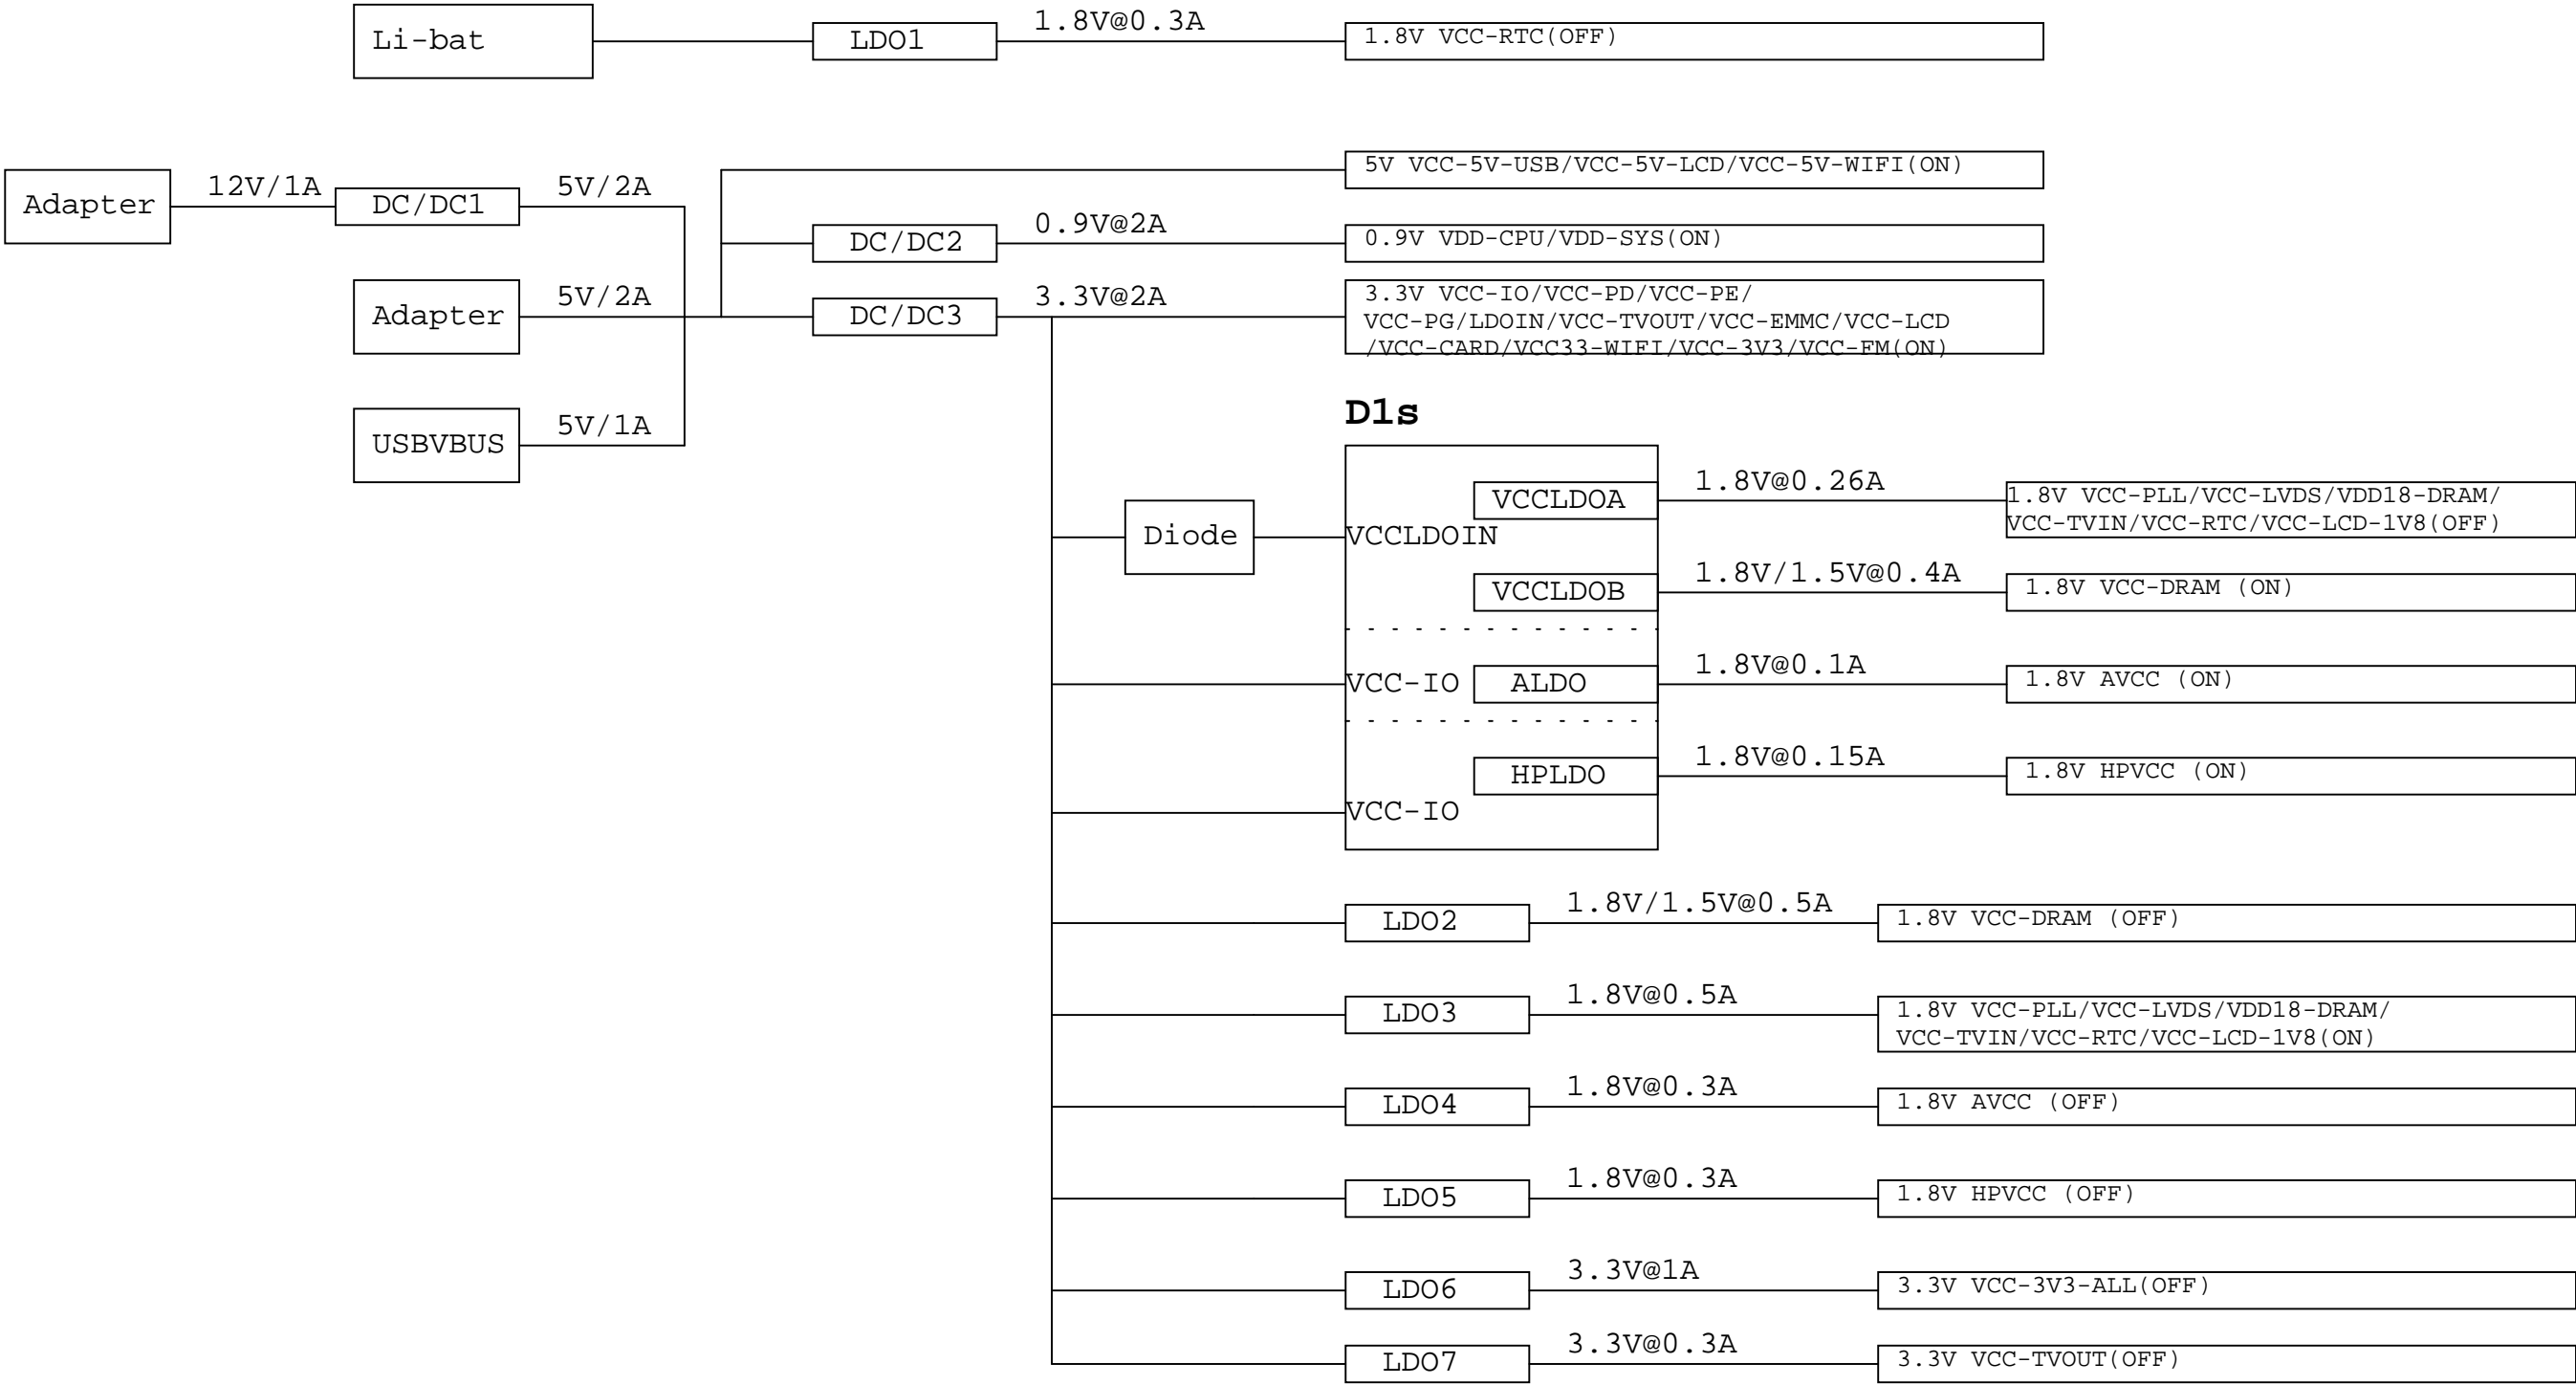 Li-bat
LDO1
1.8V@0.3A
1.8V VCC-RTC(OFF)
Adapter
12V/1A
DC/DC1
5V/2A
5V VCC-5V-USB/VCC-5V-LCD/VCC-5V-WIFI(ON)
DC/DC2
0.9V@2A
0.9V VDD-CPU/VDD-SYS(ON)
Adapter
5V/2A
DC/DC3
3.3V@2A
3.3V VCC-IO/VCC-PD/VCC-PE/
VCC-PG/LDOIN/VCC-TVOUT/VCC-EMMC/VCC-LCD
/VCC-CARD/VCC33-WIFI/VCC-3V3/VCC-FM(ON)
USBVBUS
5V/1A
D1s
Diode
VCCLDOIN
VCCLDOA
1.8V@0.26A
1.8V VCC-PLL/VCC-LVDS/VDD18-DRAM/
VCC-TVIN/VCC-RTC/VCC-LCD-1V8(OFF)
VCCLDOB
1.8V/1.5V@0.4A
1.8V VCC-DRAM (ON)
VCC-IO
ALDO
1.8V@0.1A
1.8V AVCC (ON)
HPLDO
1.8V@0.15A
1.8V HPVCC (ON)
VCC-IO
LDO2
1.8V/1.5V@0.5A
1.8V VCC-DRAM (OFF)
LDO3
1.8V@0.5A
1.8V VCC-PLL/VCC-LVDS/VDD18-DRAM/
VCC-TVIN/VCC-RTC/VCC-LCD-1V8(ON)
LDO4
1.8V@0.3A
1.8V AVCC (OFF)
LDO5
1.8V@0.3A
1.8V HPVCC (OFF)
LDO6
3.3V@1A
3.3V VCC-3V3-ALL(OFF)
LDO7
3.3V@0.3A
3.3V VCC-TVOUT(OFF)